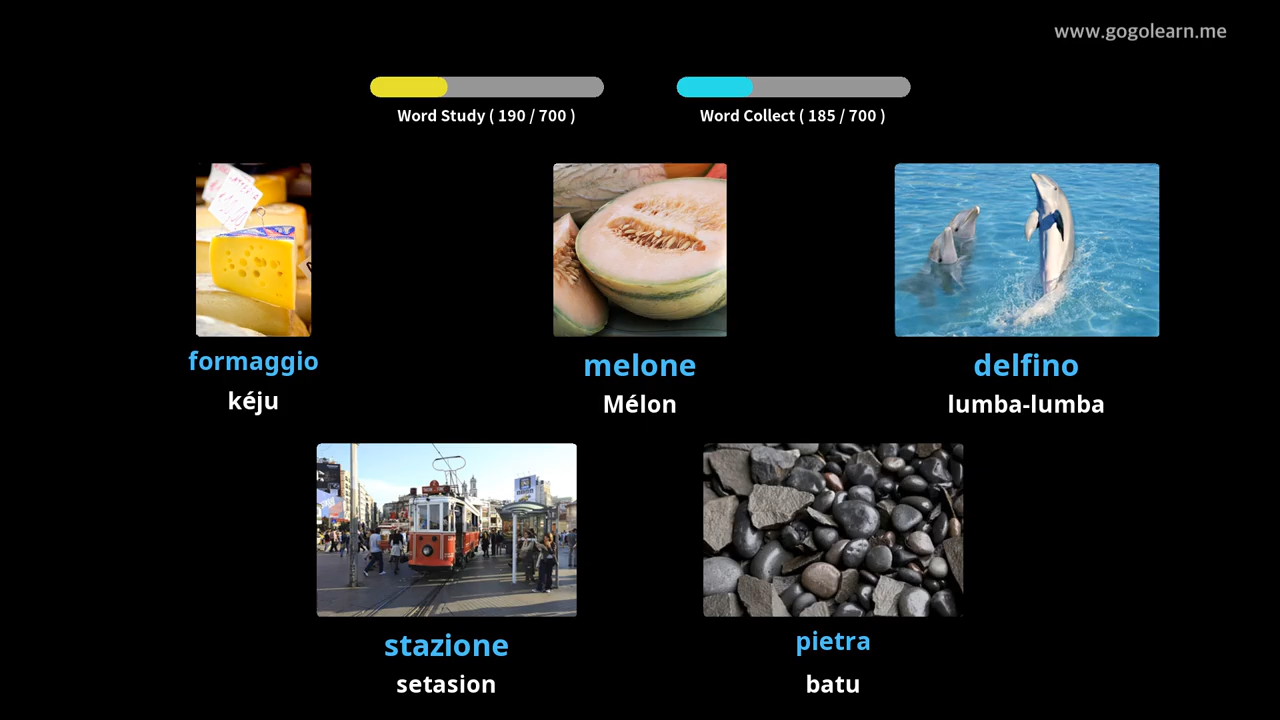 www.gogolearn.me
Word Study ( 190 / 700 )
Word Collect ( 185 / 700 )
formaggio
kéju
melone
Mélon
delfino
lumba-lumba
stazione
setasion
pietra
batu